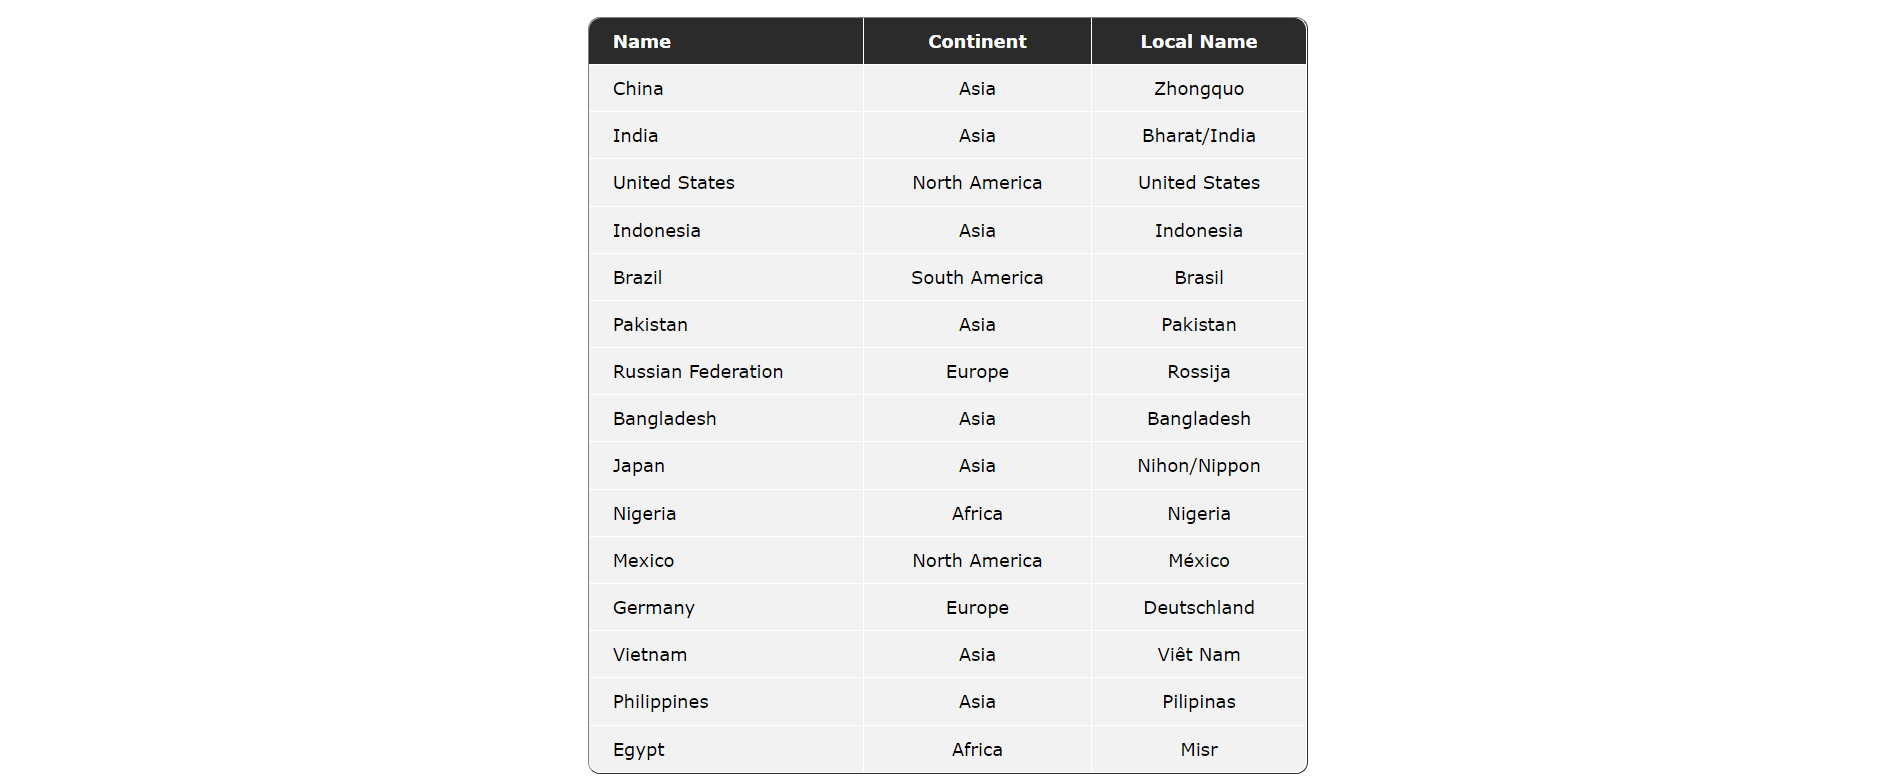 Name Continent Local Name
China Asia Zhongquo
India Asia Bharat/India
United States North America United States
Indonesia Asia Indonesia
Brazil South America Brasil
Pakistan Asia Pakistan
Russian Federation Europe Rossija
Bangladesh Asia Bangladesh
Japan Asia Nihon/Nippon
Nigeria Africa Nigeria
Mexico North America México
Germany Europe Deutschland
Vietnam Asia Viêt Nam
Philippines Asia Pilipinas
Egypt Africa Misr